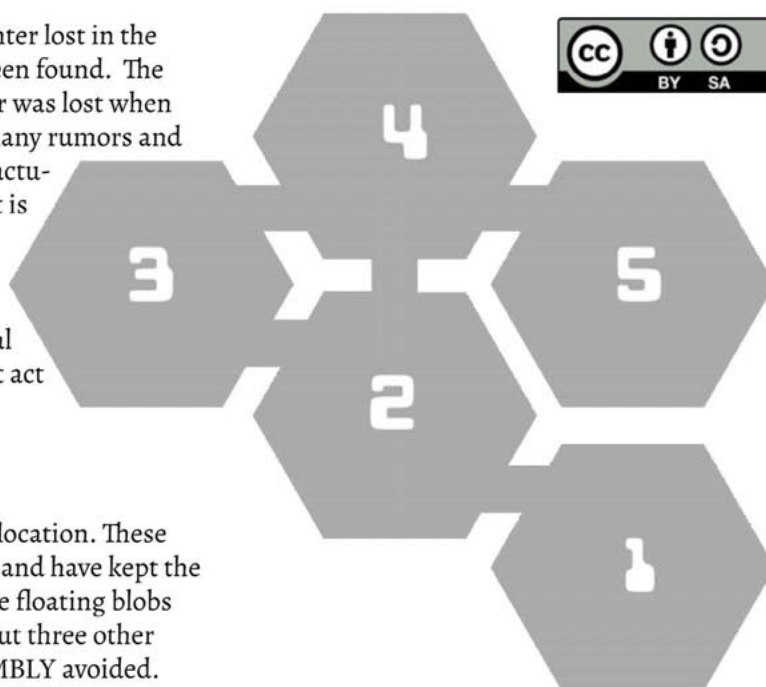 nter lost in the
een found. The
r was lost when
any rumors and
actu-
t is
al
t act
location. These
and have kept the
e floating blobs
ut three other
MBLY avoided.
cc
BY SA
4
3
5
2
1